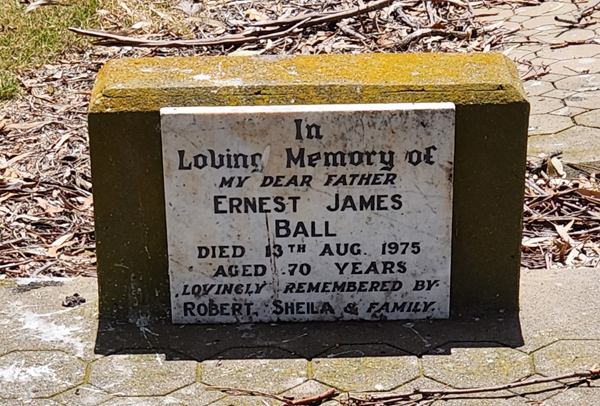 In
Loving Memory of
MY DEAR FATHER
ERNEST JAMES
BALL
DIED 13TH AUG. 1975
AGED 70 YEARS
LOVINGLY REMEMBERED BY
ROBERT, SHEILA & FAMILY.